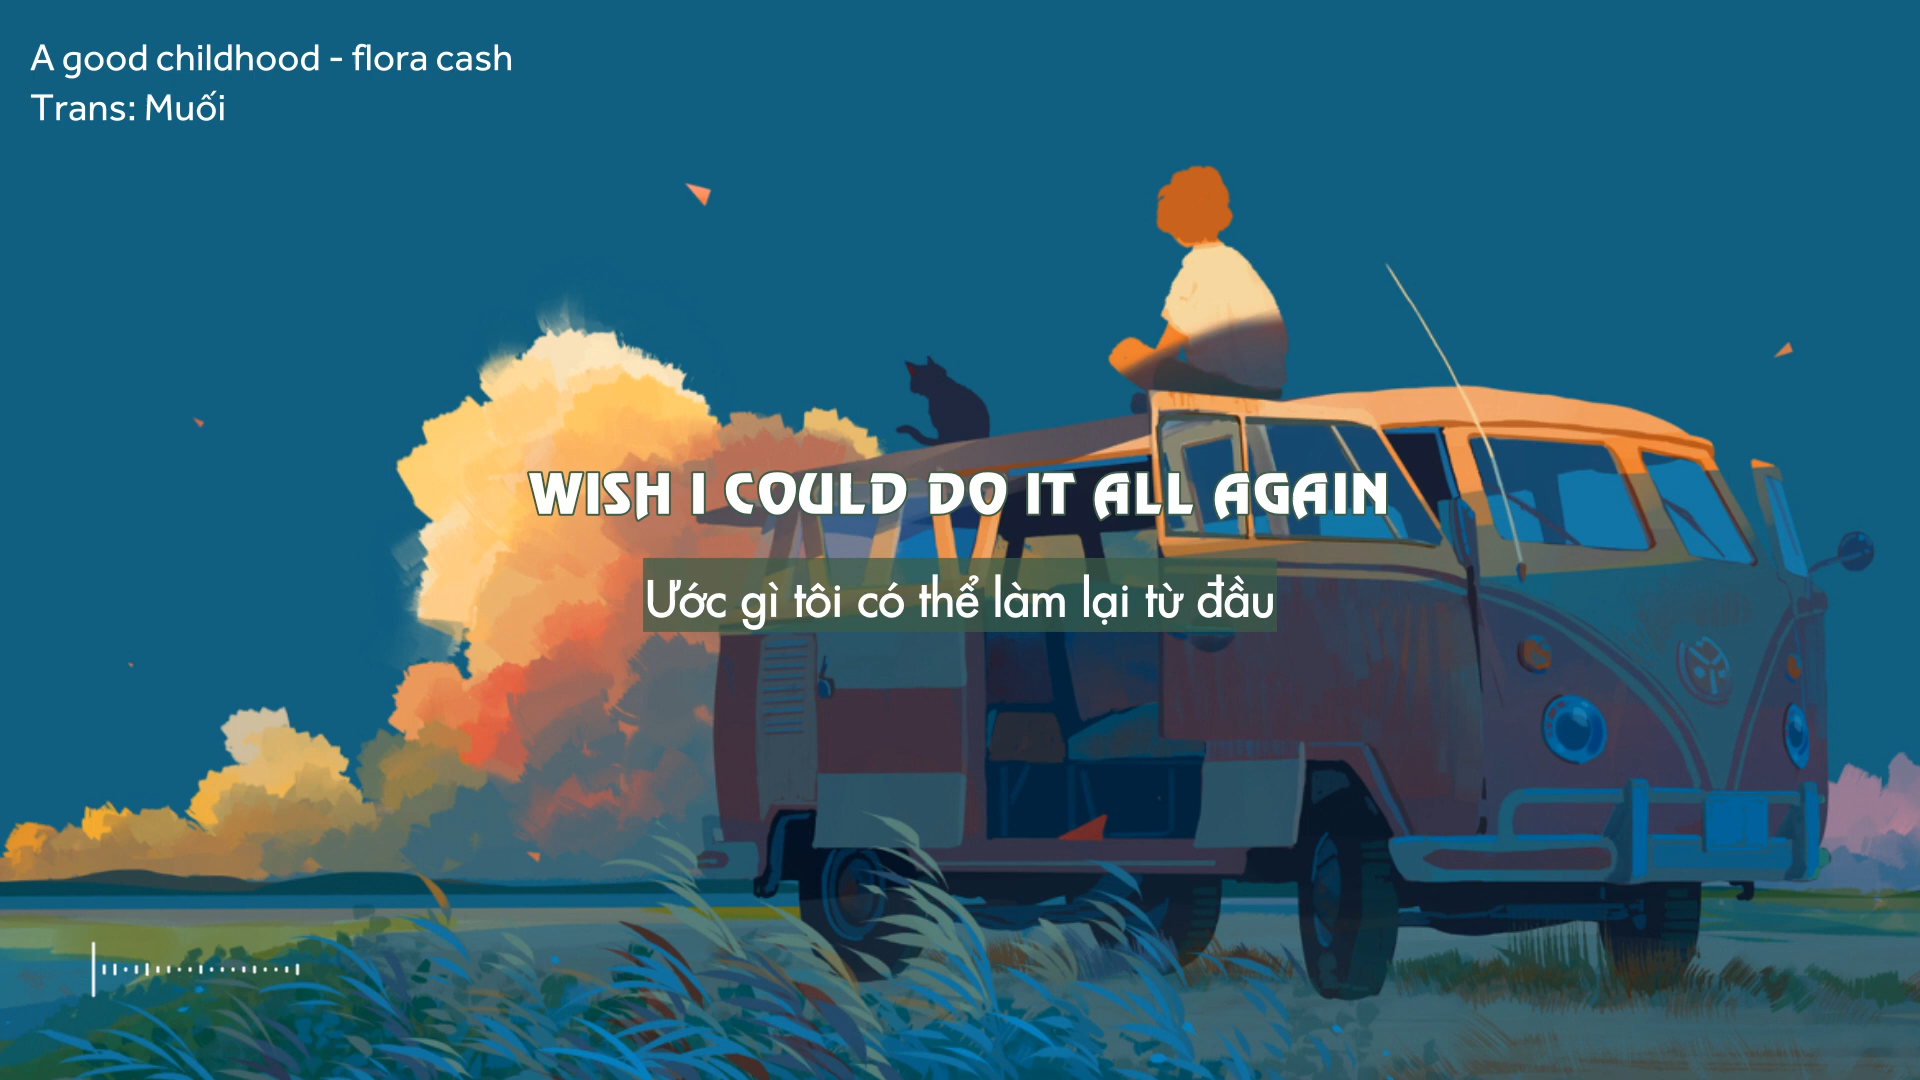 A good childhood - flora cash
Trans: Muối
WISH I COULD DO IT ALL AGAIN
Ước gì tôi có thể làm lại từ đầu